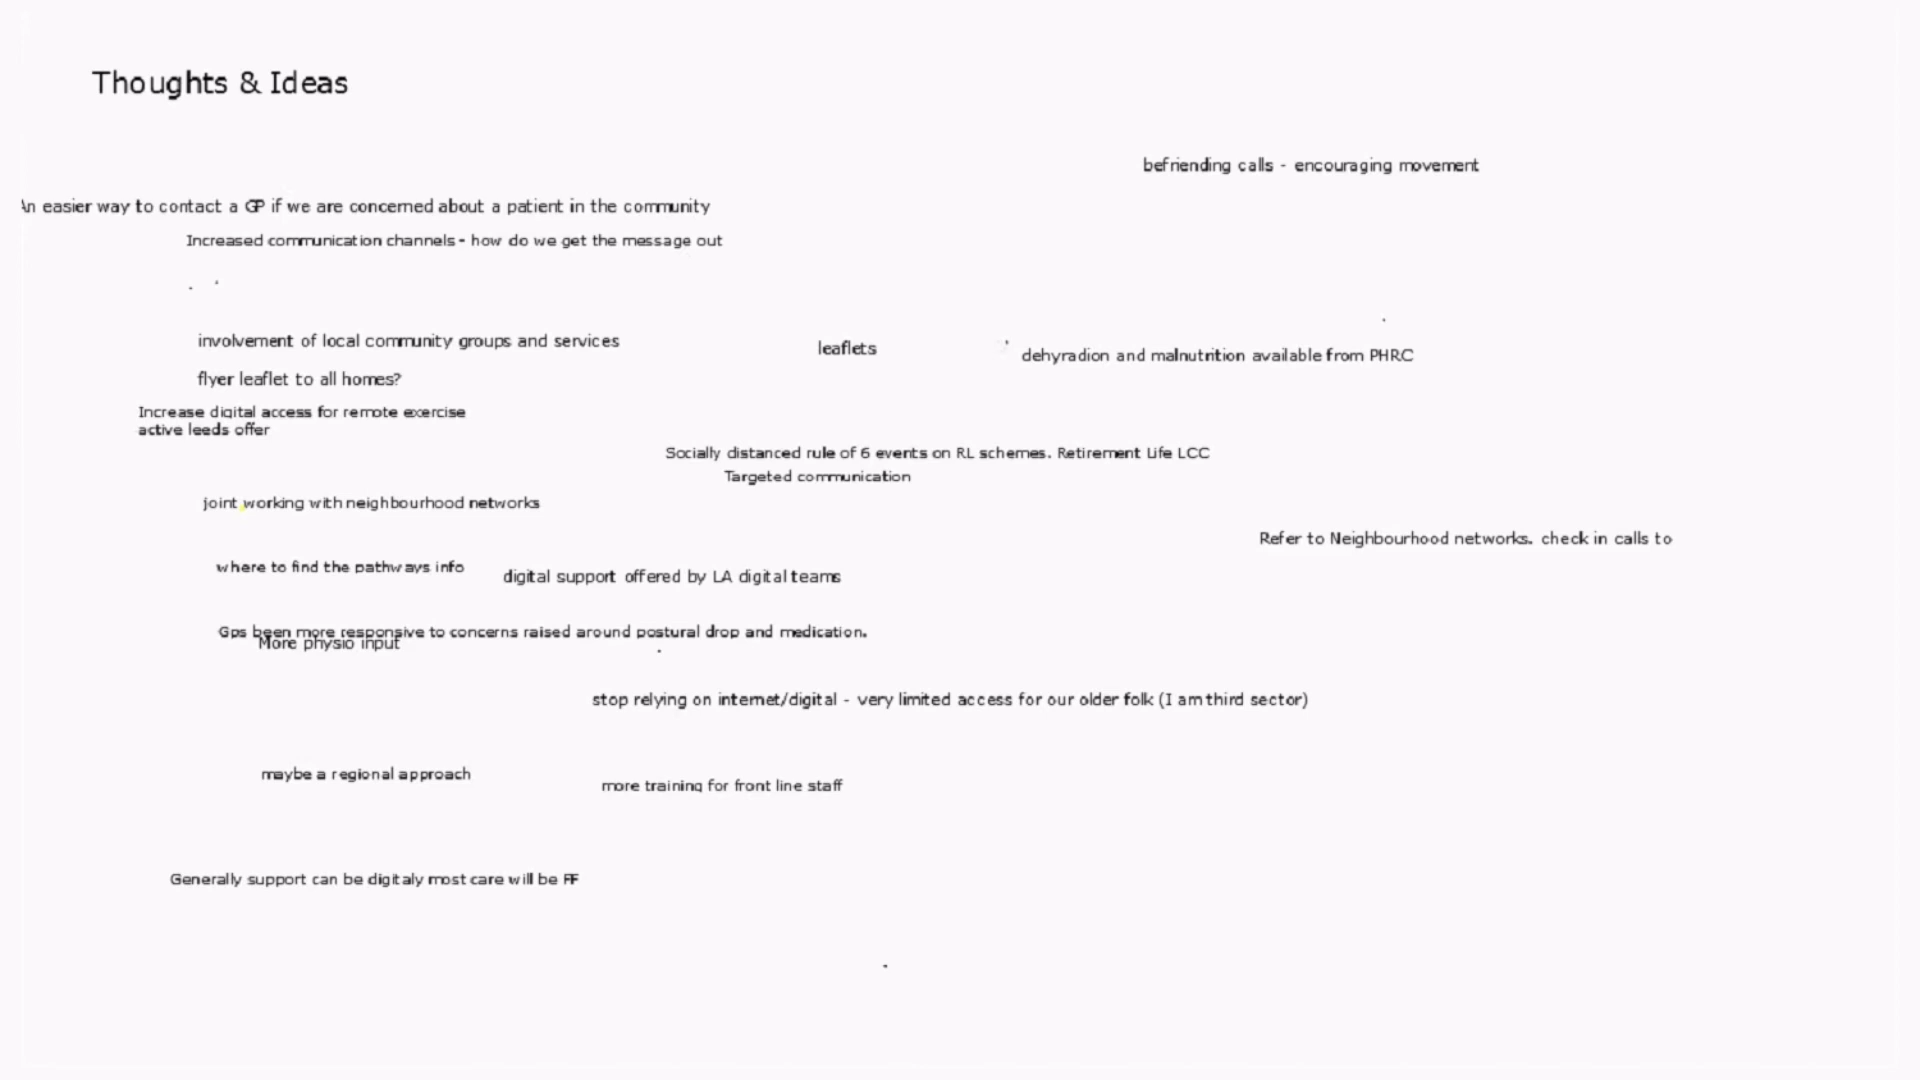 Thoughts & Ideas
befriending calls - encouraging movement
An easier way to contact a GP if we are concerned about a patient in the community
Increased communication channels - how do we get the message out
involvement of local community groups and services
leaflets
dehyradion and malnutrition available from PHRC
flyer leaflet to all homes?
Increase digital access for remote exercise
active leeds offer
Socially distanced rule of 6 events on RL schemes. Retirement Life LCC
Targeted communication
joint working with neighbourhood networks
Refer to Neighbourhood networks. check in calls to
where to find the pathways info
digital support offered by LA digital teams
Gps been more responsive to concerns raised around postural drop and medication.
More physio input
stop relying on internet/digital - very limited access for our older folk (I am third sector)
maybe a regional approach
more training for front line staff
Generally support can be digitaly most care will be FF